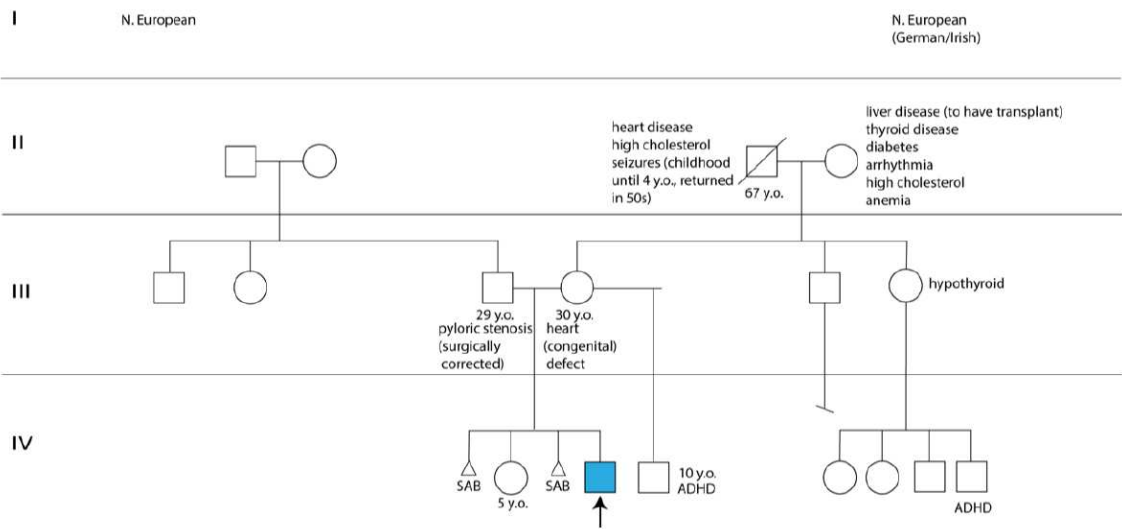 I
N. European
N. European
(German/Irish)
II
heart disease
high cholesterol
seizures (childhood
until 4 y.o., returned
in 50s)
67 y.o.
liver disease (to have transplant)
thyroid disease
diabetes
arrhythmia
high cholesterol
anemia
III
29 y.o.
pyloric stenosis
(surgically
corrected)
30 y.o.
heart
(congenital)
defect
hypothyroid
IV
SAB
5 y.o.
SAB
10 y.o.
ADHD
ADHD